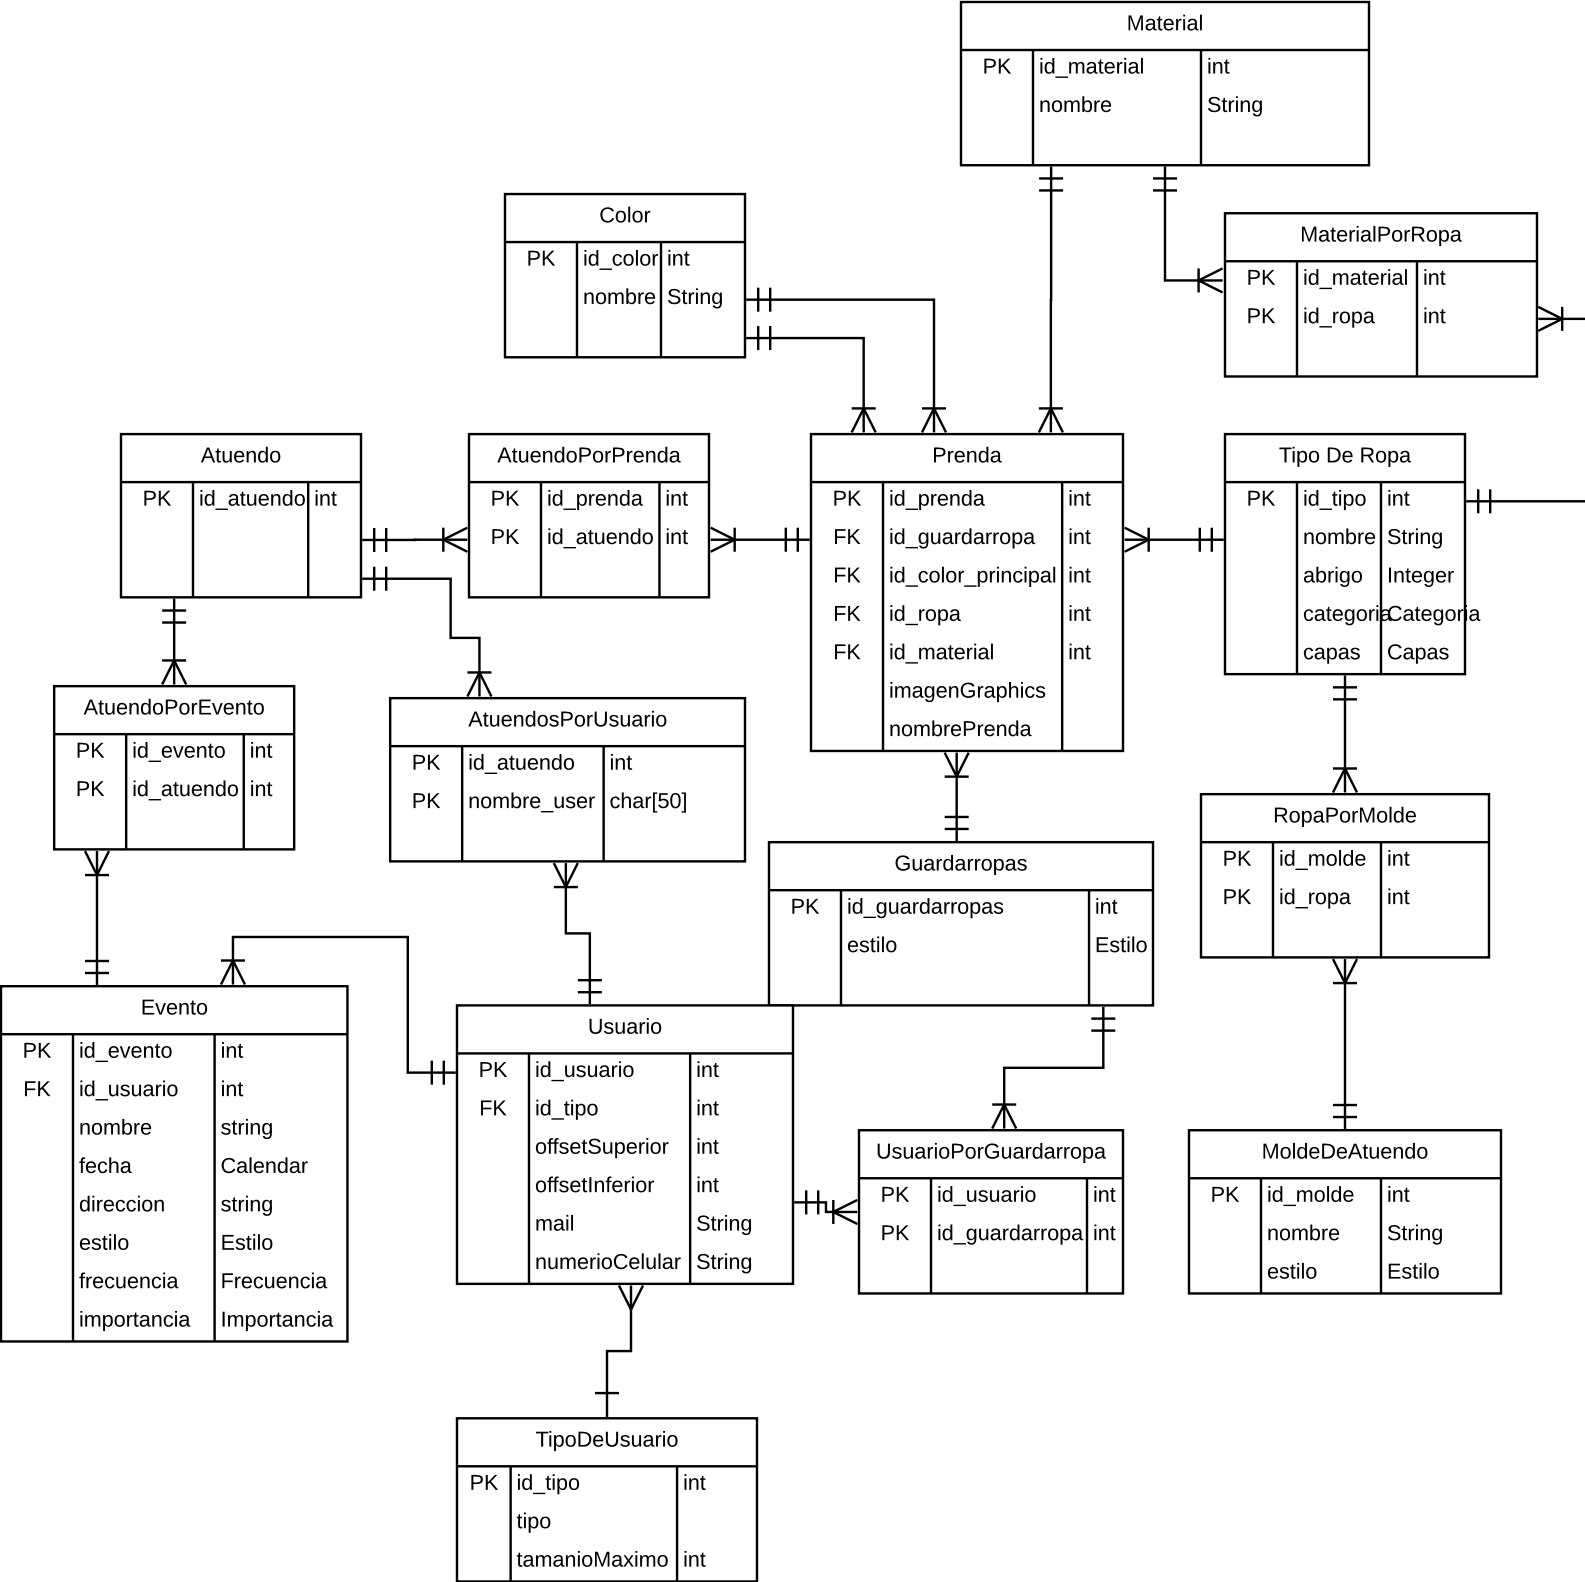 Material
PK id_material int
nombre String
Color
PK id_color int
nombre String
MaterialPorRopa
PK id_material int
PK id_ropa int
Atuendo
PK id_atuendo int
AtuendoPorPrenda
PK id_prenda int
PK id_atuendo int
Prenda
PK id_prenda int
FK id_guardarropa int
FK id_color_principal int
FK id_ropa int
FK id_material int
imagenGraphics
nombrePrenda
Tipo De Ropa
PK id_tipo int
nombre String
abrigo Integer
categoria Categoria
capas Capas
AtuendoPorEvento
PK id_evento int
PK id_atuendo int
AtuendosPorUsuario
PK id_atuendo int
PK nombre_user char[50]
Guardarropas
PK id_guardarropas int
estilo Estilo
RopaPorMolde
PK id_molde int
PK id_ropa int
Evento
PK id_evento int
FK id_usuario int
nombre string
fecha Calendar
direccion string
estilo Estilo
frecuencia Frecuencia
importancia Importancia
Usuario
PK id_usuario int
FK id_tipo int
offsetSuperior int
offsetInferior int
mail String
numerioCelular String
UsuarioPorGuardarropa
PK id_usuario int
PK id_guardarropa int
MoldeDeAtuendo
PK id_molde int
nombre String
estilo Estilo
TipoDeUsuario
PK id_tipo int
tipo
tamanioMaximo int